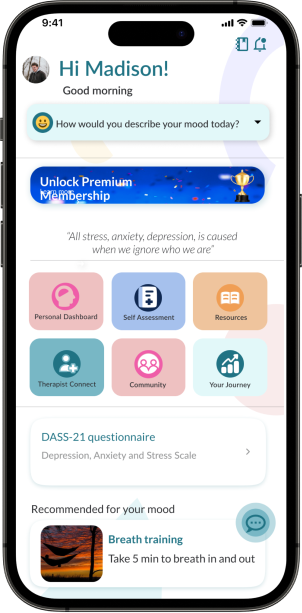 9:41
Hi Madison!
Good morning
How would you describe your mood today?
Unlock Premium
Membership
Learn more
“All stress, anxiety, depression, is caused
when we ignore who we are”
Personal Dashboard
Self Assessment
Resources
Therapist Connect
Community
Your Journey
DASS-21 questionnaire
Depression, Anxiety and Stress Scale
Recommended for your mood
Breath training
Take 5 min to breath in and out